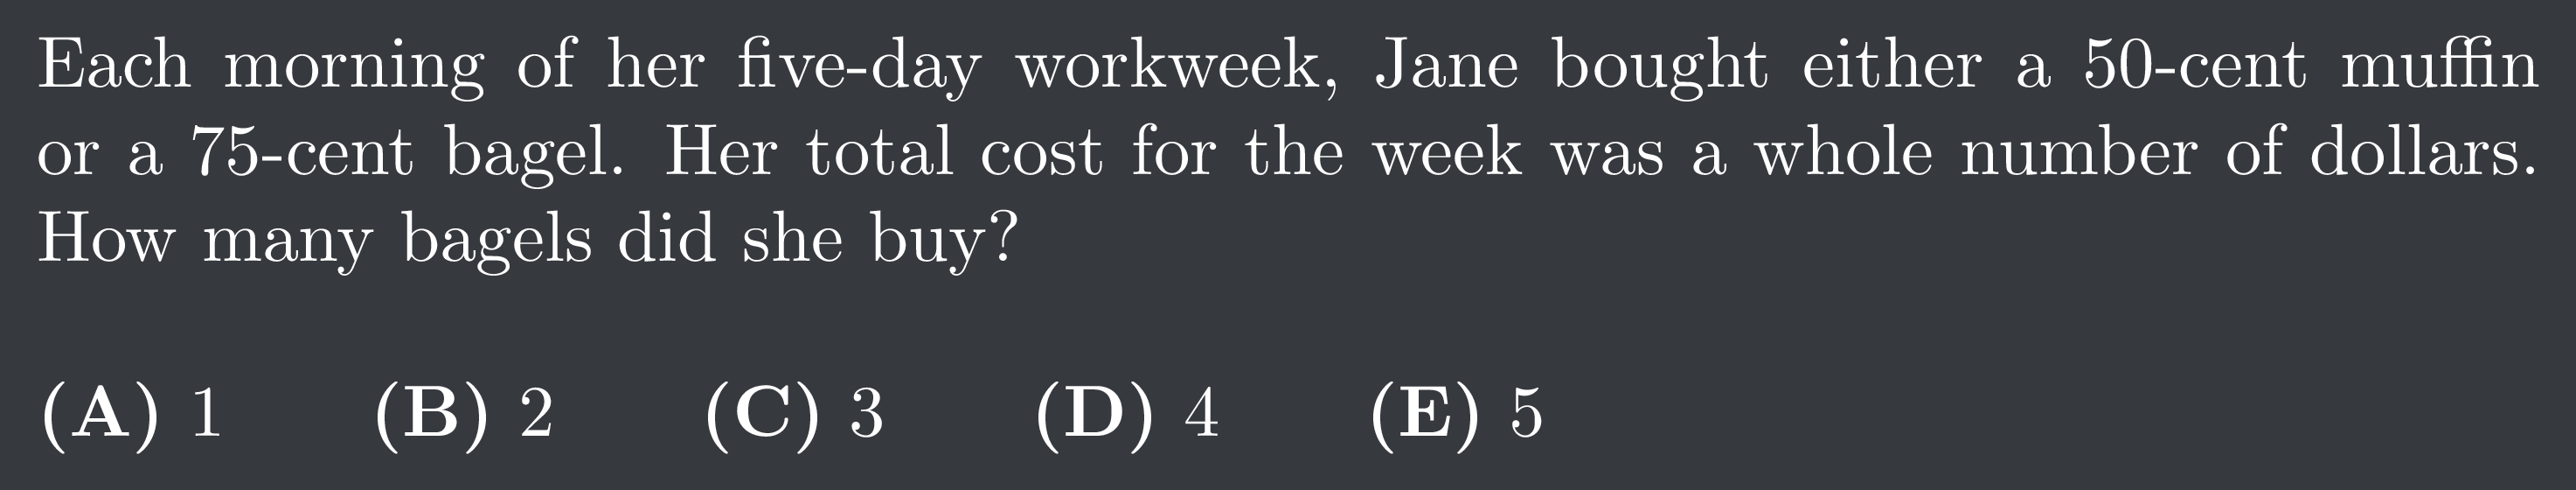 Each morning of her five-day workweek, Jane bought either a 50-cent muffin
or a 75-cent bagel. Her total cost for the week was a whole number of dollars.
How many bagels did she buy?
(A) 1 (B) 2 (C) 3 (D) 4 (E) 5